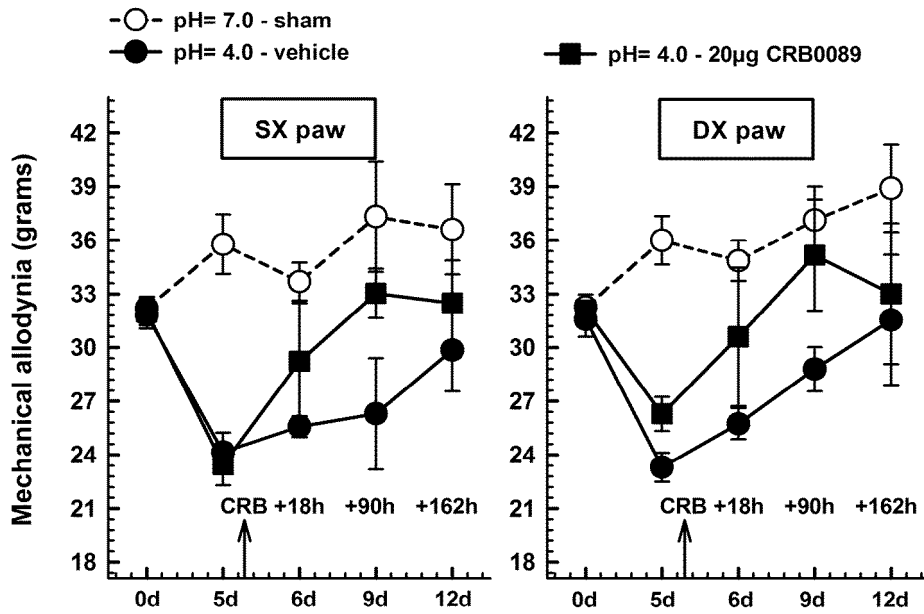 pH= 7.0 - sham
pH= 4.0 - vehicle
pH= 4.0 - 20µg CRB0089
SX paw
DX paw
Mechanical allodynia (grams)
42
39
36
33
30
27
24
21
18
42
39
36
33
30
27
24
21
18
CRB +18h +90h +162h
CRB +18h +90h +162h
0d 5d 6d 9d 12d
0d 5d 6d 9d 12d